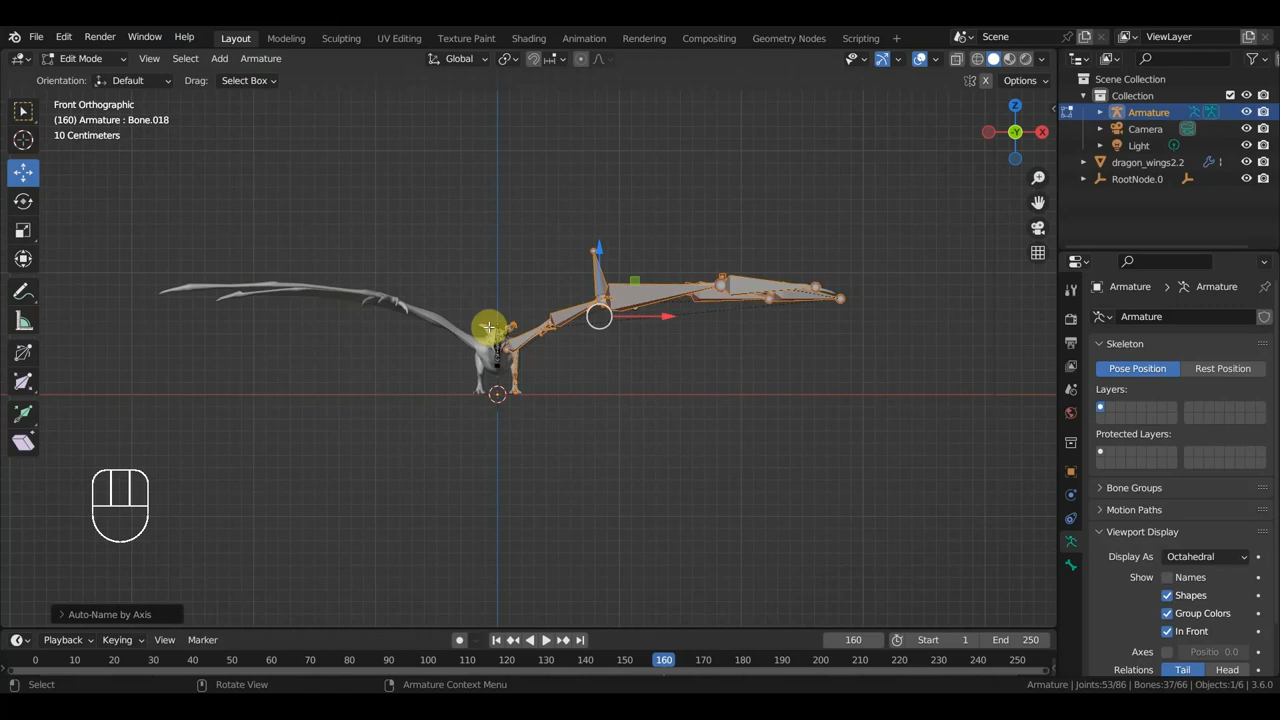 File Edit Render Window Help Layout Modeling Sculpting UV Editing Texture Paint Shading Animation Rendering Compositing Geometry Nodes Scripting + Scene ViewLayer
Edit Mode View Select Add Armature Global X
Orientation: Default Drag: Select Box Options
Front Orthographic
(160) Armature : Bone.018
10 Centimeters
Z
-Y
X
Scene Collection
Collection
Armature
Camera
Light
dragon_wings2.2
RootNode.0
Armature Armature
Armature
Skeleton
Pose Position Rest Position
Layers:
Protected Layers:
Bone Groups
Motion Paths
Viewport Display
Display As Octahedral
Show Names
Shapes
Group Colors
In Front
Axes Positio 0.0
Relations Tail Head
Auto-Name by Axis
Playback Keying View Marker 160 Start 1 End 250
0 10 20 30 40 50 60 70 80 90 100 110 120 130 140 150 160 170 180 190 200 210 220 230 240 250
Select Rotate View Armature Context Menu Armature | Joints:53/86 | Bones:37/66 | Objects:1/6 | 3.6.0